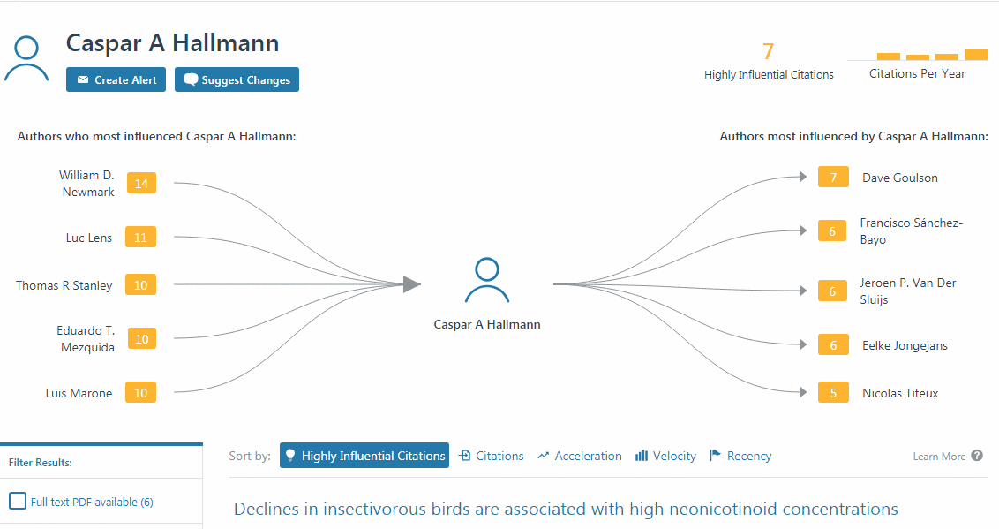 Caspar A Hallmann
Create Alert
Suggest Changes
7
Highly Influential Citations
Citations Per Year
Authors who most influenced Caspar A Hallmann:
William D.
Newmark
14
Luc Lens
11
Thomas R Stanley
10
Eduardo T.
Mezquida
10
Luis Marone
10
Caspar A Hallmann
Authors most influenced by Caspar A Hallmann:
7
Dave Goulson
6
Francisco Sánchez-
Bayo
6
Jeroen P. Van Der
Sluijs
6
Eelke Jongejans
5
Nicolas Titeux
Filter Results:
Full text PDF available (6)
Sort by:
Highly Influential Citations
Citations
Acceleration
Velocity
Recency
Learn More ?
Declines in insectivorous birds are associated with high neonicotinoid concentrations